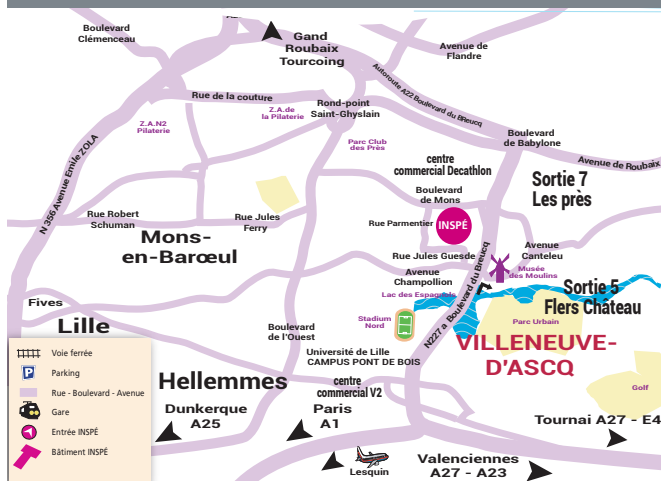 Boulevard
Clémenceau
Gand
Roubaix
Tourcoing
Avenue de
Flandre
Autoroute A22 Boulevard du BReucq
Rue de la couture
Rond-point
Saint-Ghyslain
Z.A.N2
Pilaterie
Z.A.de
la Pilaterie
Parc Club
des Près
Boulevard
de Babylone
Avenue de Roubaix
N 356 Avenue Emile ZOLA
centre
commercial Decathlon
Sortie 7
Les près
Boulevard
de Mons
Rue Parmentier
INSPÉ
Rue Robert
Schuman
Rue Jules
Ferry
Mons-
en-Barœul
Rue Jules Guesde
Avenue
Canteleu
Avenue
Champollion
Musée
des Moulins
Lac des Espagnols
Sortie 5
Flers Château
Fives
Lille
Stadium
Nord
N227 a Boulevard du Breucq
Parc Urbain
Boulevard
de l'Ouest
VILLENEUVE-
D'ASCQ
Université de Lille
CAMPUS PONT DE BOIS
Voie ferrée
P
Parking
Rue - Boulevard - Avenue
Gare
Entrée INSPÉ
Bâtiment INSPÉ
Hellemmes
centre
commercial V2
Golf
Dunkerque
A25
Paris
A1
Tournai A27 - E4
Lesquin
Valenciennes
A27 - A23